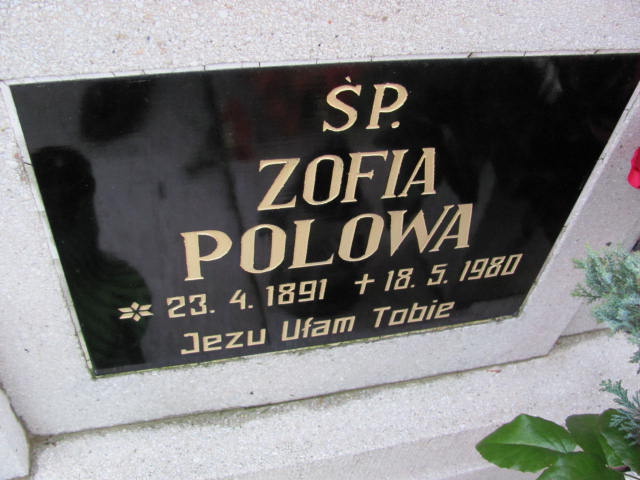 ŚP.
ZOFIA
POLOWA
* 23. 4. 1891 + 18. 5. 1980
Jezu Ufam Tobie